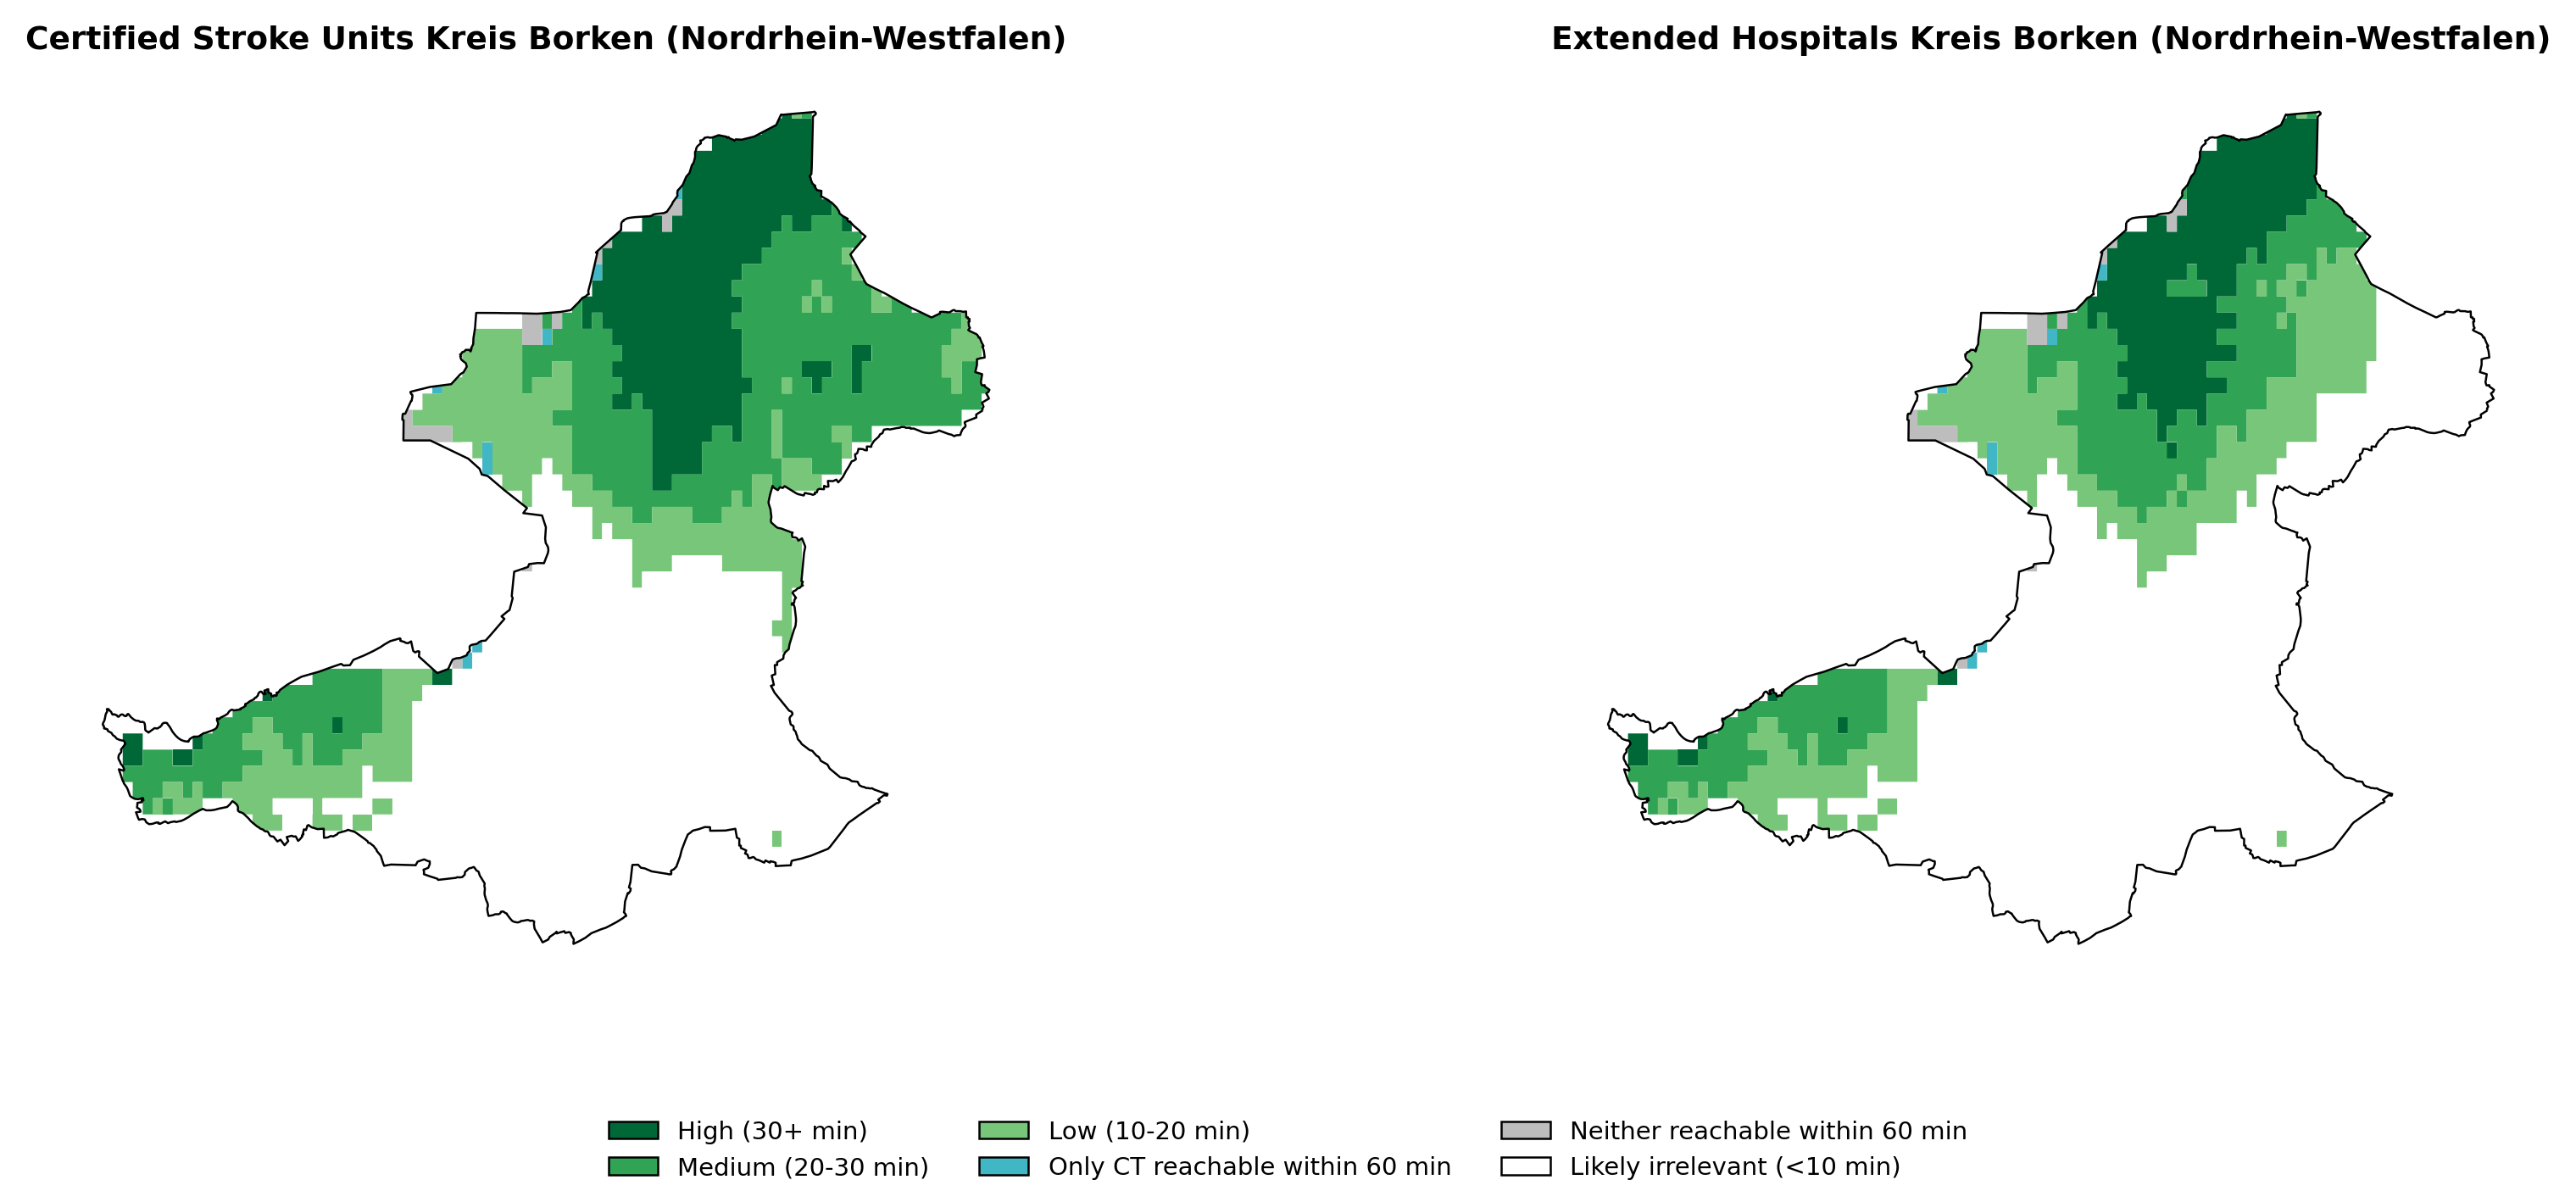 Certified Stroke Units Kreis Borken (Nordrhein-Westfalen)
Extended Hospitals Kreis Borken (Nordrhein-Westfalen)
High (30+ min)
Medium (20-30 min)
Low (10-20 min)
Only CT reachable within 60 min
Neither reachable within 60 min
Likely irrelevant (<10 min)